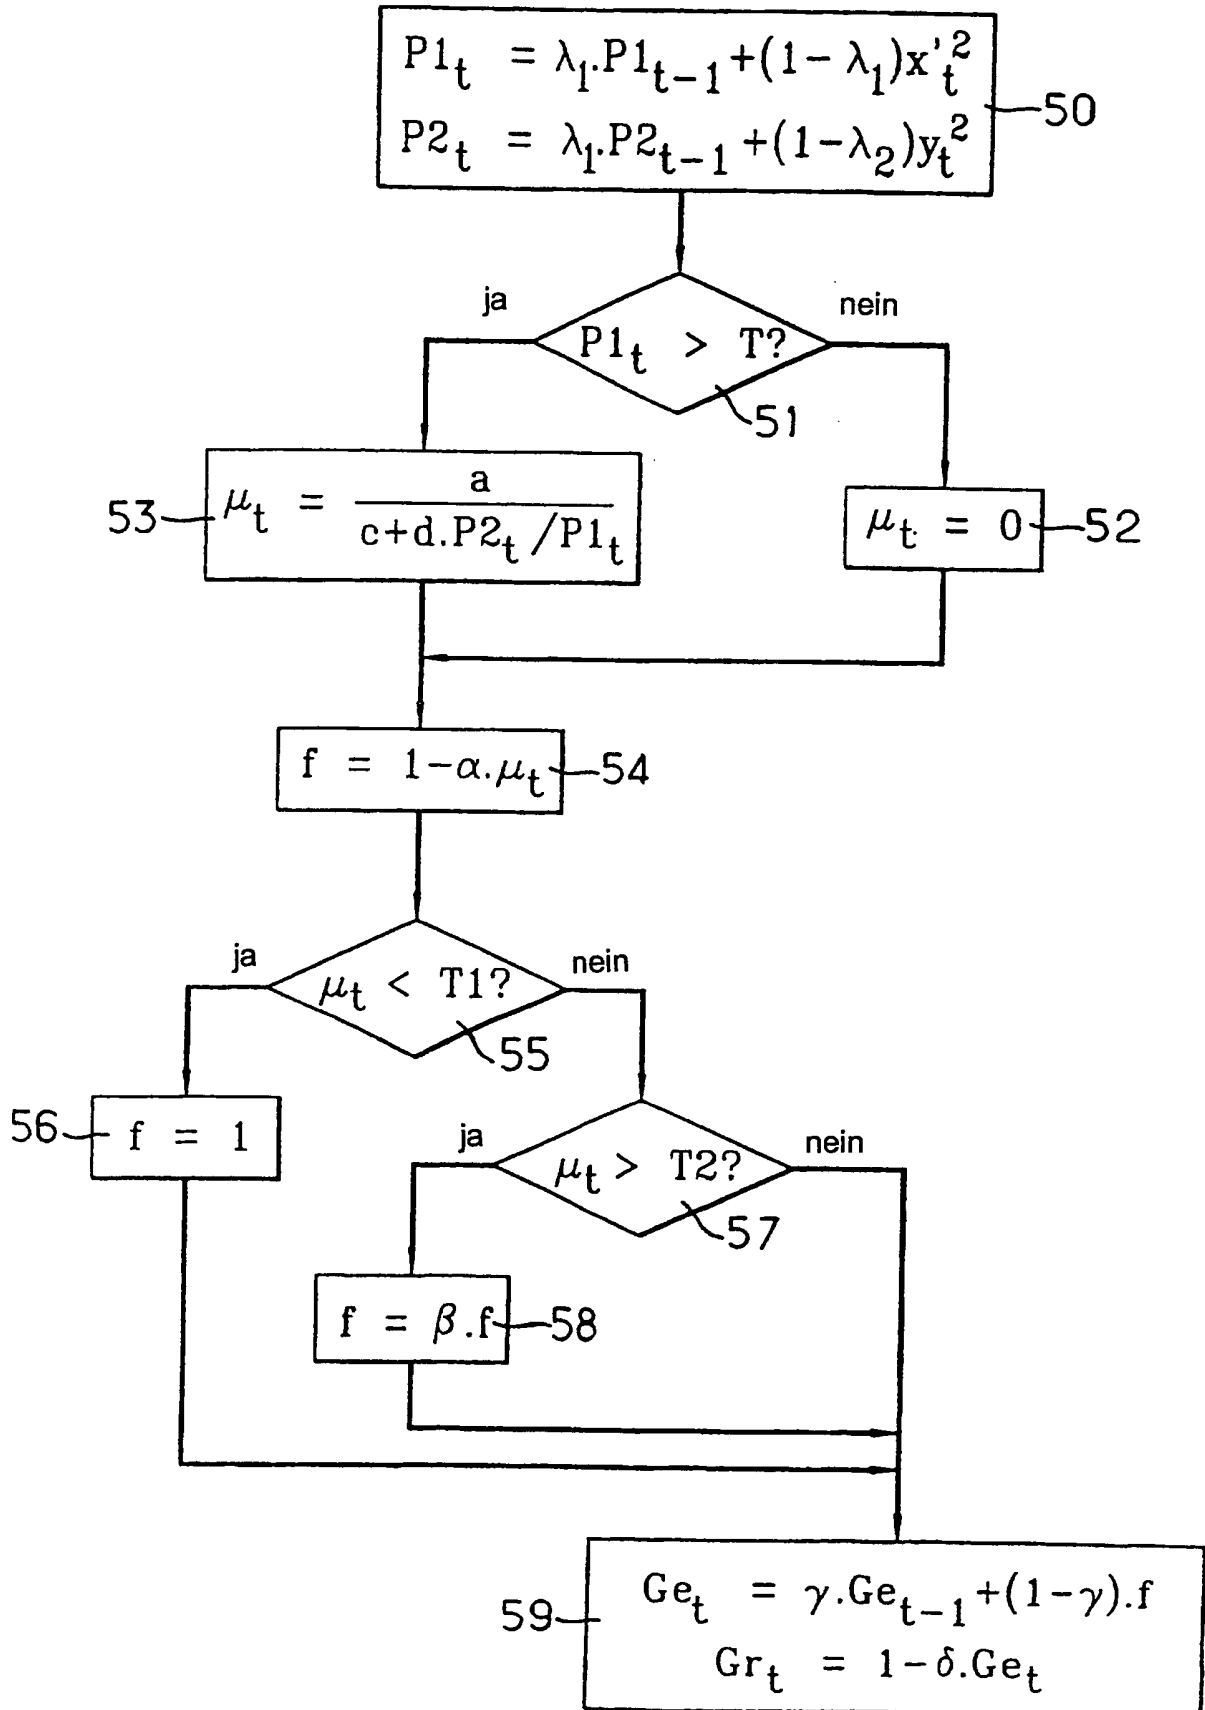 P1ₜ = λ₁.P1ₜ₋₁+(1-λ₁)x'ₜ²
P2ₜ = λ₁.P2ₜ₋₁+(1-λ₂)yₜ²
50
ja
nein
P1ₜ > T?
51
53
μₜ = a / c+d.P2ₜ/P1ₜ
μₜ = 0
52
f = 1-α.μₜ
54
ja
nein
μₜ < T1?
55
56
f = 1
ja
nein
μₜ > T2?
57
f = β.f
58
59
Geₜ = γ.Geₜ₋₁+(1-γ).f
Grₜ = 1-δ.Geₜ